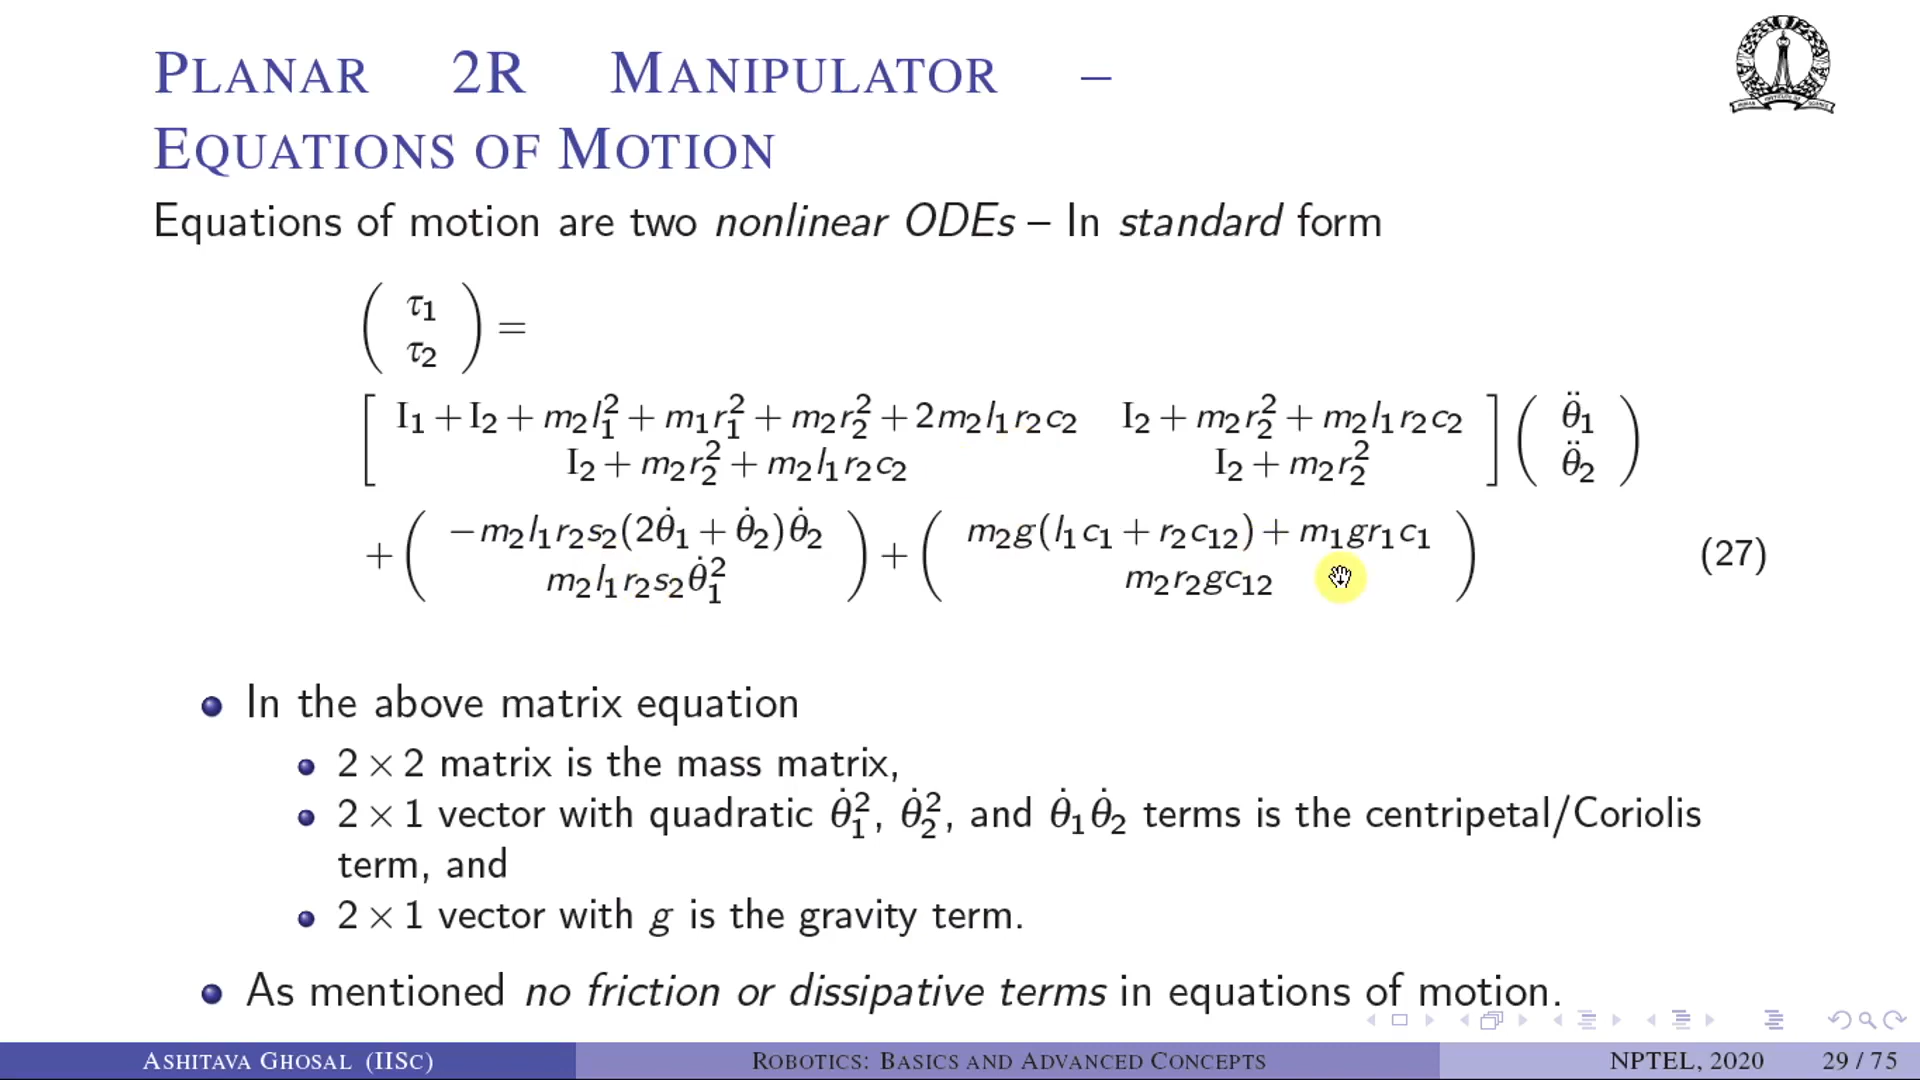 PLANAR 2R MANIPULATOR –
EQUATIONS OF MOTION
Equations of motion are two nonlinear ODEs – In standard form
( τ₁ ; τ₂ ) =
[ I₁ + I₂ + m₂l₁² + m₁r₁² + m₂r₂² + 2m₂l₁r₂c₂   I₂ + m₂r₂² + m₂l₁r₂c₂ ; I₂ + m₂r₂² + m₂l₁r₂c₂   I₂ + m₂r₂² ] ( θ̈₁ ; θ̈₂ )
+ ( −m₂l₁r₂s₂(2θ̇₁ + θ̇₂)θ̇₂ ; m₂l₁r₂s₂θ̇₁² ) + ( m₂g(l₁c₁ + r₂c₁₂) + m₁gr₁c₁ ; m₂r₂gc₁₂ ) (27)
• In the above matrix equation
• 2 × 2 matrix is the mass matrix,
• 2 × 1 vector with quadratic θ̇₁², θ̇₂², and θ̇₁θ̇₂ terms is the centripetal/Coriolis
term, and
• 2 × 1 vector with g is the gravity term.
• As mentioned no friction or dissipative terms in equations of motion.
ASHITAVA GHOSAL (IISC) ROBOTICS: BASICS AND ADVANCED CONCEPTS NPTEL, 2020 29 / 75